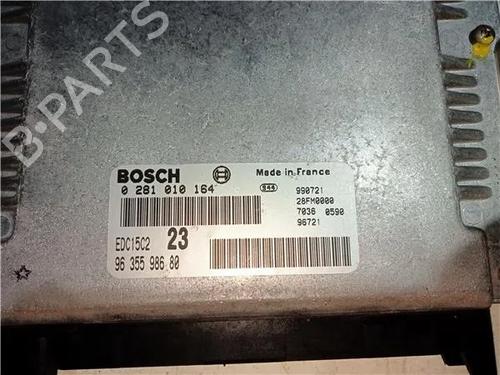 B-PARTS
BOSCH Made in France
0 281 010 164 S44 990721
28FM0000
7036 0590
96721
EDC15C2 23
96 355 986 80